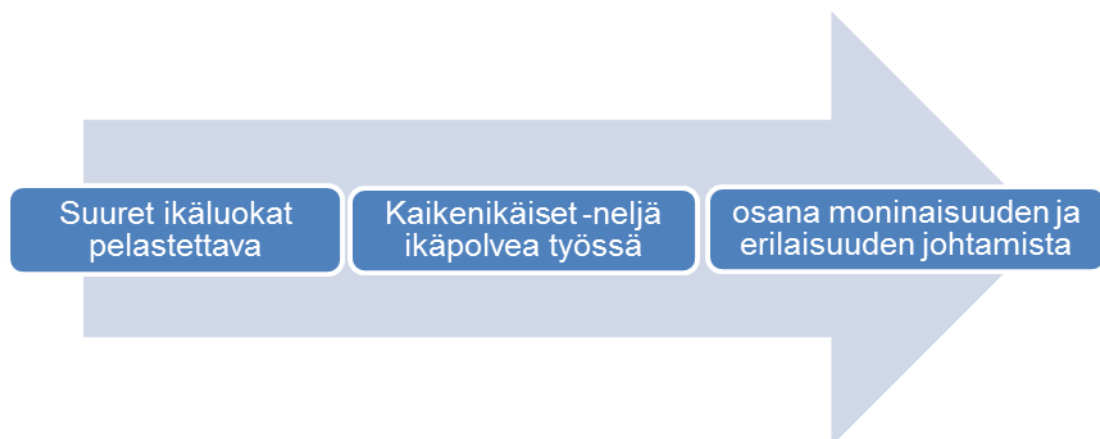 Suuret ikäluokat
pelastettava
Kaikenikäiset -neljä
ikäpolvea työssä
osana moninaisuuden ja
erilaisuuden johtamista